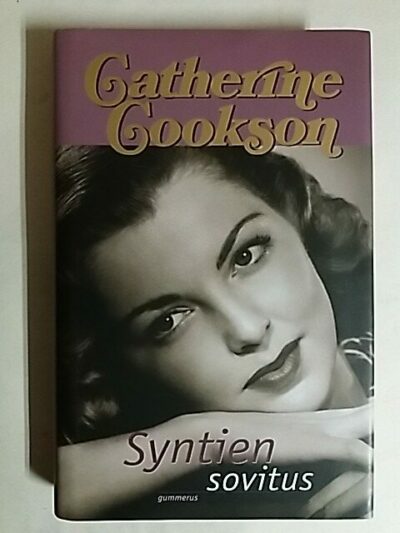 Catherine
Cookson
Syntien
sovitus
gummerus